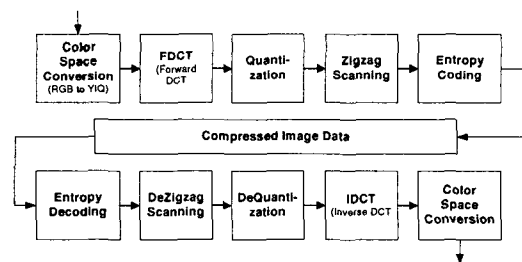 Color
Space
Conversion
(RGB to YIQ)
FDCT
(Forward
DCT
Quanti-
zation
Zigzag
Scanning
Entropy
Coding
Compressed Image Data
Entropy
Decoding
DeZigzag
Scanning
DeQuanti-
zation
IDCT
(Inverse DCT
Color
Space
Conversion